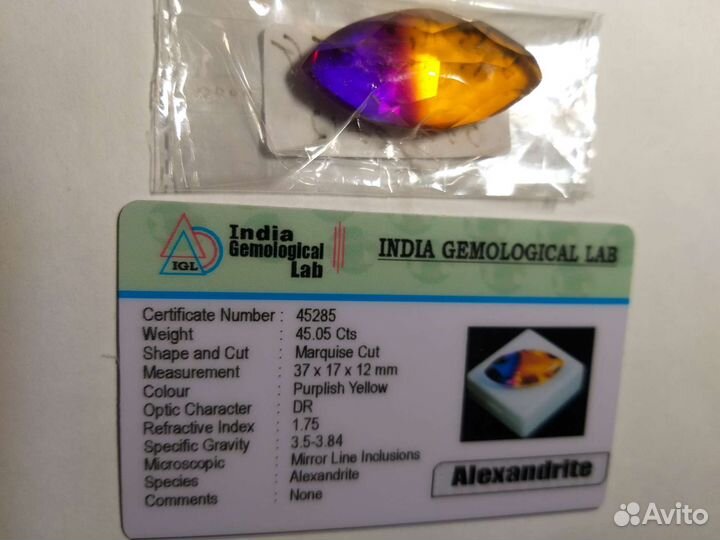 India
Gemological
Lab
IGL
INDIA GEMOLOGICAL LAB
Certificate Number : 45285
Weight : 45.05 Cts
Shape and Cut : Marquise Cut
Measurement : 37 x 17 x 12 mm
Colour : Purplish Yellow
Optic Character : DR
Refractive Index : 1.75
Specific Gravity : 3.5-3.84
Microscopic : Mirror Line Inclusions
Species : Alexandrite
Comments : None
Alexandrite
Avito